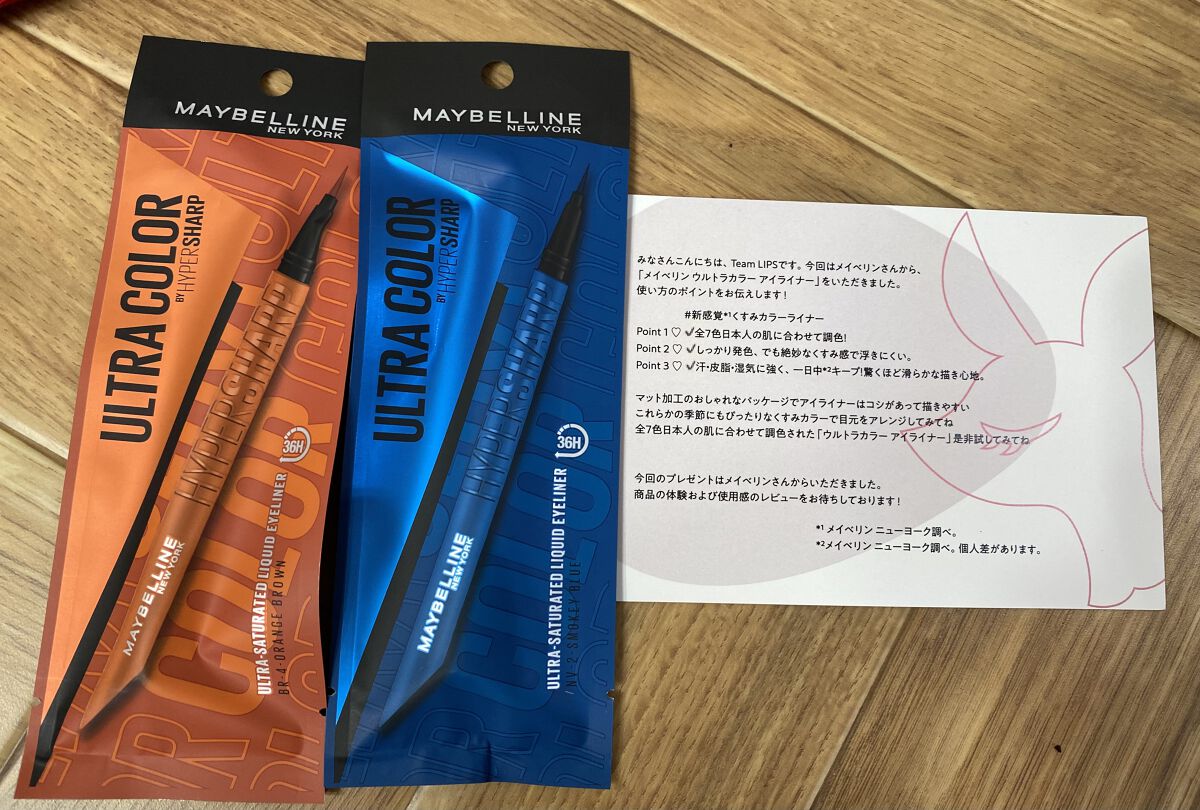 MAYBELLINE
NEW YORK
ULTRA COLOR
BY HYPERSHARP
HYPERSHARP
MAYBELLINE
NEW YORK
36H
COLOR
ULTRA-SATURATED LIQUID EYELINER
BR-4-ORANGE BROWN
MAYBELLINE
NEW YORK
ULTRA COLOR
BY HYPERSHARP
HYPERSHARP
MAYBELLINE
NEW YORK
36H
COLOR
ULTRA-SATURATED LIQUID EYELINER
/NV-2-SMOKEY BLUE
みなさんこんにちは、Team LIPSです。今回はメイベリンさんから、
「メイベリン ウルトラカラー アイライナー」をいただきました。
使い方のポイントをお伝えします!
#新感覚*1くすみカラーライナー
Point 1 ♡ ✓全7色日本人の肌に合わせて調色!
Point 2 ♡ ✓しっかり発色、でも絶妙なくすみ感で浮きにくい。
Point 3 ♡ ✓汗・皮脂・湿気に強く、一日中*2キープ!驚くほど滑らかな描き心地。
マット加工のおしゃれなパッケージでアイライナーはコシがあって描きやすい
これからの季節にもぴったりなくすみカラーで目元をアレンジしてみてね
全7色日本人の肌に合わせて調色された「ウルトラカラー アイライナー」是非試してみてね
今回のプレゼントはメイベリンさんからいただきました。
商品の体験および使用感のレビューをお待ちしております!
*1 メイベリン ニューヨーク調べ。
*2メイベリン ニューヨーク調べ。個人差があります。